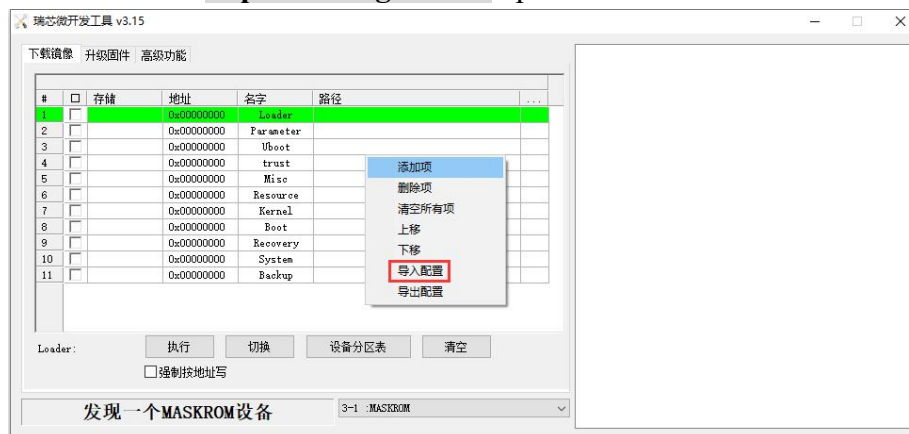 瑞芯微开发工具 v3.15
下载镜像 升级固件 高级功能
# 存储 地址 名字 路径 ...
1 0x00000000 Loader
2 0x00000000 Parameter
3 0x00000000 Uboot
4 0x00000000 trust
5 0x00000000 Misc
6 0x00000000 Resource
7 0x00000000 Kernel
8 0x00000000 Boot
9 0x00000000 Recovery
10 0x00000000 System
11 0x00000000 Backup
添加项
删除项
清空所有项
上移
下移
导入配置
导出配置
Loader: 执行 切换 设备分区表 清空
强制按地址写
发现一个MASKROM设备 3-1 :MASKROM